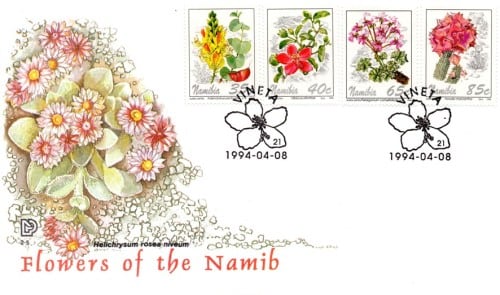 Namibia 40c
Namibia 65c
Namibia 85c
VINETA
21
1994-04-08
VINETA
21
1994-04-08
Helichrysum rosea-niveum
Flowers of the Namib